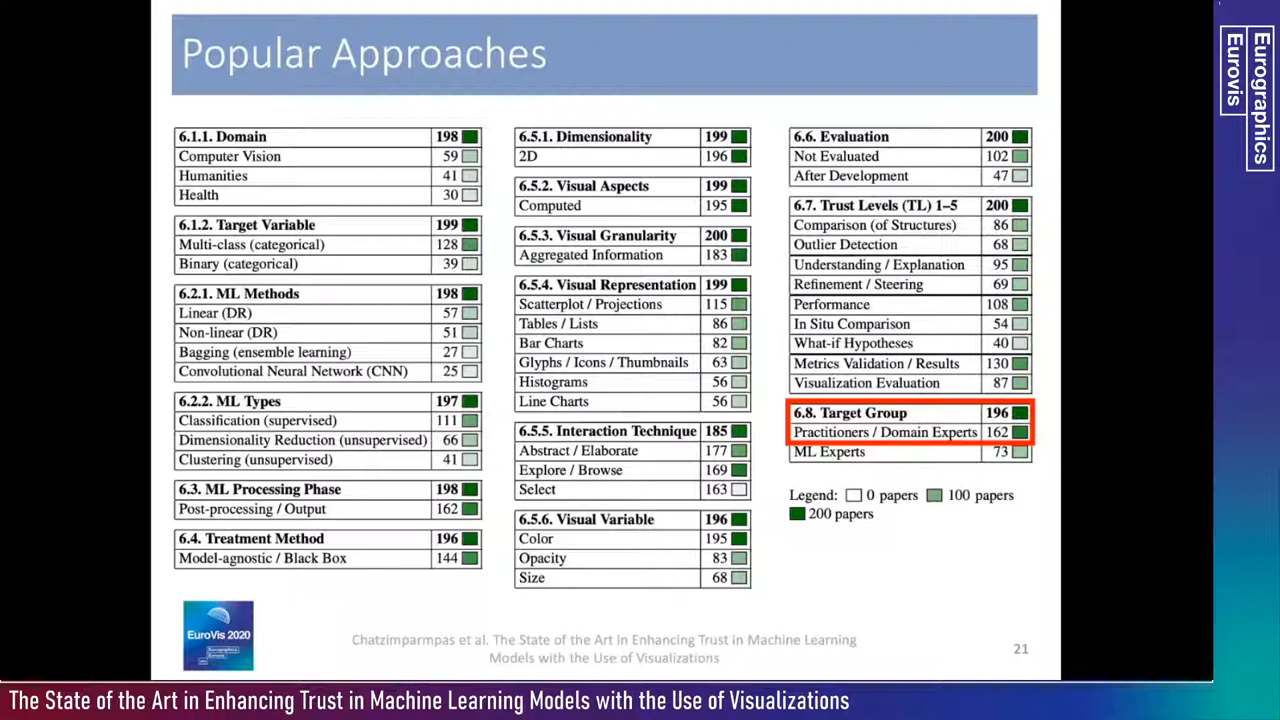 Popular Approaches
6.1.1. Domain 198
Computer Vision 59
Humanities 41
Health 30
6.1.2. Target Variable 199
Multi-class (categorical) 128
Binary (categorical) 39
6.2.1. ML Methods 198
Linear (DR) 57
Non-linear (DR) 51
Bagging (ensemble learning) 27
Convolutional Neural Network (CNN) 25
6.2.2. ML Types 197
Classification (supervised) 111
Dimensionality Reduction (unsupervised) 66
Clustering (unsupervised) 41
6.3. ML Processing Phase 198
Post-processing / Output 162
6.4. Treatment Method 196
Model-agnostic / Black Box 144
6.5.1. Dimensionality 199
2D 196
6.5.2. Visual Aspects 199
Computed 195
6.5.3. Visual Granularity 200
Aggregated Information 183
6.5.4. Visual Representation 199
Scatterplot / Projections 115
Tables / Lists 86
Bar Charts 82
Glyphs / Icons / Thumbnails 63
Histograms 56
Line Charts 56
6.5.5. Interaction Technique 185
Abstract / Elaborate 177
Explore / Browse 169
Select 163
6.5.6. Visual Variable 196
Color 195
Opacity 83
Size 68
6.6. Evaluation 200
Not Evaluated 102
After Development 47
6.7. Trust Levels (TL) 1–5 200
Comparison (of Structures) 86
Outlier Detection 68
Understanding / Explanation 95
Refinement / Steering 69
Performance 108
In Situ Comparison 54
What-if Hypotheses 40
Metrics Validation / Results 130
Visualization Evaluation 87
6.8. Target Group 196
Practitioners / Domain Experts 162
ML Experts 73
Legend: 0 papers 100 papers
200 papers
EuroVis 2020
Eurographics
EuroVis
Chatzimparmpas et al. The State of the Art in Enhancing Trust in Machine Learning
Models with the Use of Visualizations
21
Eurographics
Eurovis
The State of the Art in Enhancing Trust in Machine Learning Models with the Use of Visualizations